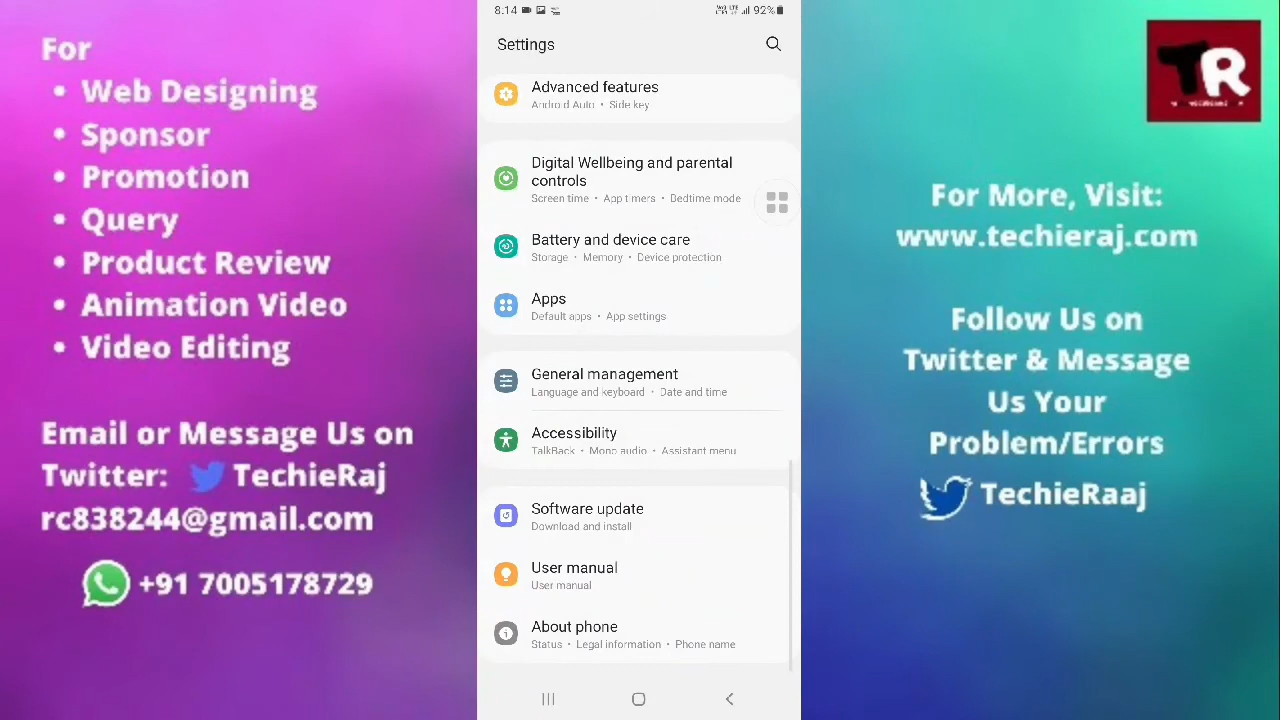 For
• Web Designing
• Sponsor
• Promotion
• Query
• Product Review
• Animation Video
• Video Editing
Email or Message Us on
Twitter: TechieRaj
rc838244@gmail.com
+91 7005178729
8:14
92%
Settings
Advanced features
Android Auto • Side key
Digital Wellbeing and parental
controls
Screen time • App timers • Bedtime mode
Battery and device care
Storage • Memory • Device protection
Apps
Default apps • App settings
General management
Language and keyboard • Date and time
Accessibility
TalkBack • Mono audio • Assistant menu
Software update
Download and install
User manual
User manual
About phone
Status • Legal information • Phone name
TR
For More, Visit:
www.techieraj.com
Follow Us on
Twitter & Message
Us Your
Problem/Errors
TechieRaaj